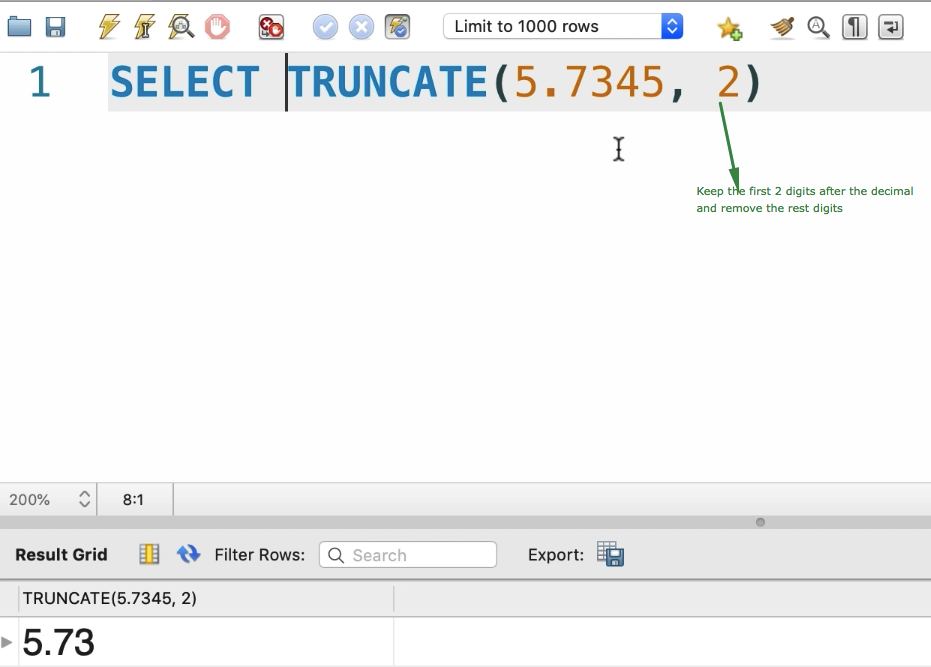 Limit to 1000 rows
1 SELECT TRUNCATE(5.7345, 2)
Keep the first 2 digits after the decimal
and remove the rest digits
200% 8:1
Result Grid Filter Rows: Search Export:
TRUNCATE(5.7345, 2)
5.73